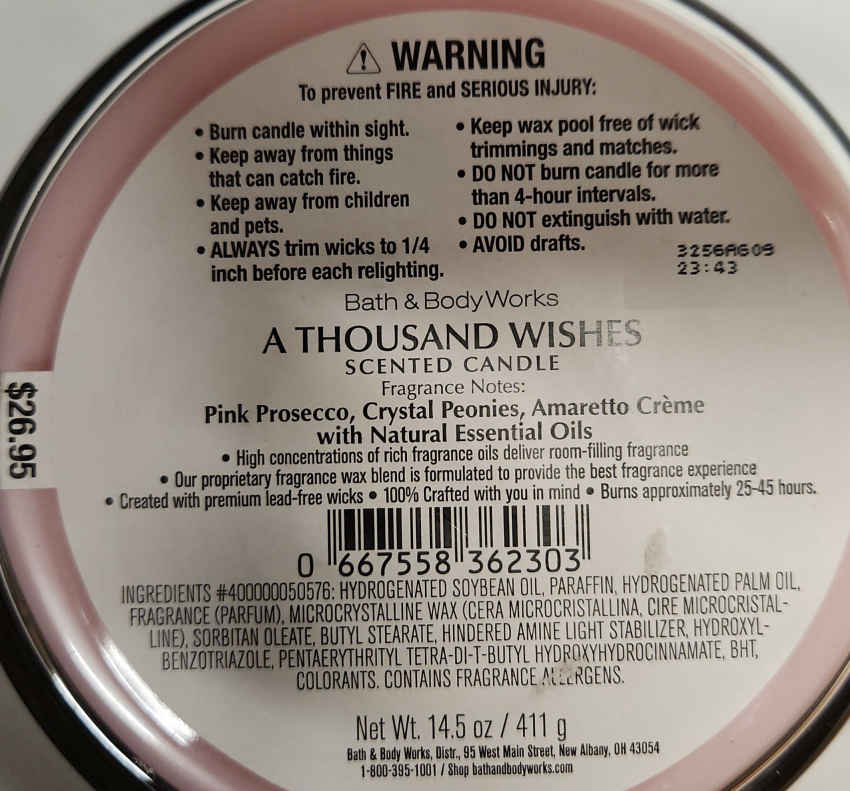 ⚠ WARNING
To prevent FIRE and SERIOUS INJURY:
• Burn candle within sight.
• Keep away from things
that can catch fire.
• Keep away from children
and pets.
• ALWAYS trim wicks to 1/4
inch before each relighting.
• Keep wax pool free of wick
trimmings and matches.
• DO NOT burn candle for more
than 4-hour intervals.
• DO NOT extinguish with water.
• AVOID drafts.
3256AG09
23:43
Bath & Body Works
A THOUSAND WISHES
SCENTED CANDLE
Fragrance Notes:
Pink Prosecco, Crystal Peonies, Amaretto Crème
with Natural Essential Oils
• High concentrations of rich fragrance oils deliver room-filling fragrance
• Our proprietary fragrance wax blend is formulated to provide the best fragrance experience
• Created with premium lead-free wicks • 100% Crafted with you in mind • Burns approximately 25-45 hours.
$26.95
0 667558 362303
INGREDIENTS #400000050576: HYDROGENATED SOYBEAN OIL, PARAFFIN, HYDROGENATED PALM OIL,
FRAGRANCE (PARFUM), MICROCRYSTALLINE WAX (CERA MICROCRISTALLINA, CIRE MICROCRISTAL-
LINE), SORBITAN OLEATE, BUTYL STEARATE, HINDERED AMINE LIGHT STABILIZER, HYDROXYL-
BENZOTRIAZOLE, PENTAERYTHRITYL TETRA-DI-T-BUTYL HYDROXYHYDROCINNAMATE, BHT,
COLORANTS. CONTAINS FRAGRANCE ALLERGENS.
Net Wt. 14.5 oz / 411 g
Bath & Body Works, Distr., 95 West Main Street, New Albany, OH 43054
1-800-395-1001 / Shop bathandbodyworks.com